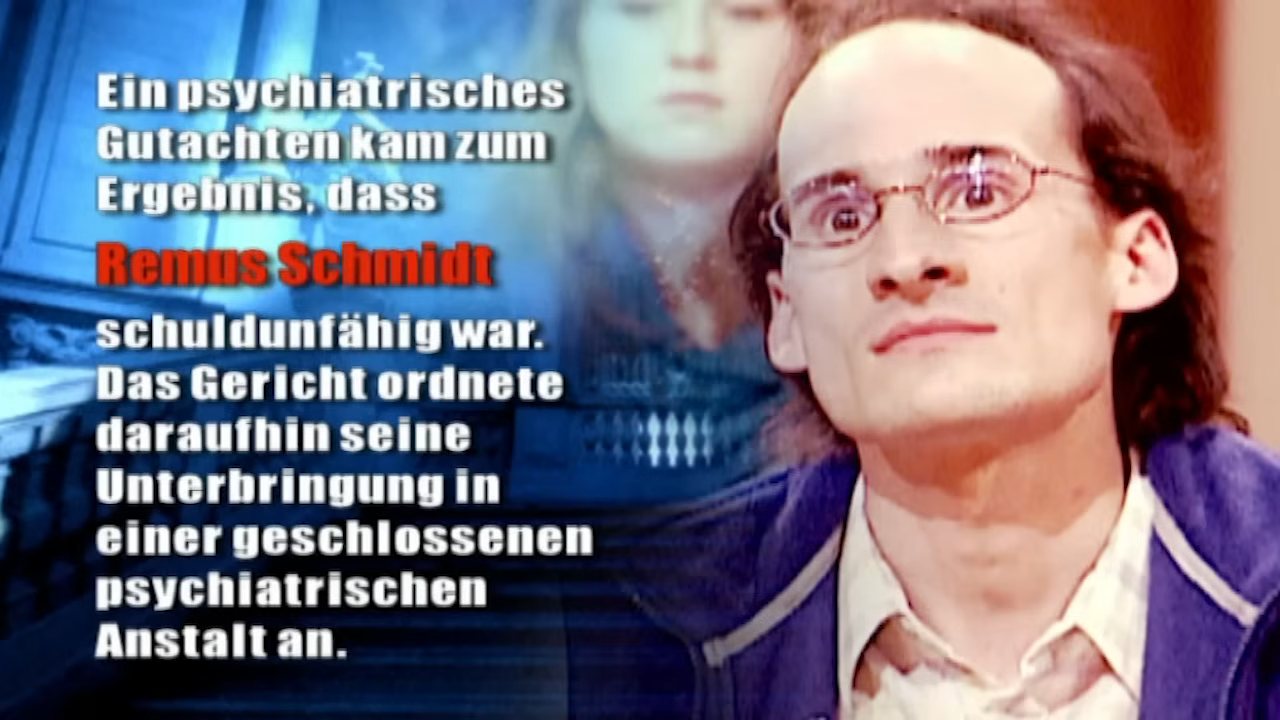 Ein psychiatrisches
Gutachten kam zum
Ergebnis, dass
Remus Schmidt
schuldunfähig war.
Das Gericht ordnete
daraufhin seine
Unterbringung in
einer geschlossenen
psychiatrischen
Anstalt an.